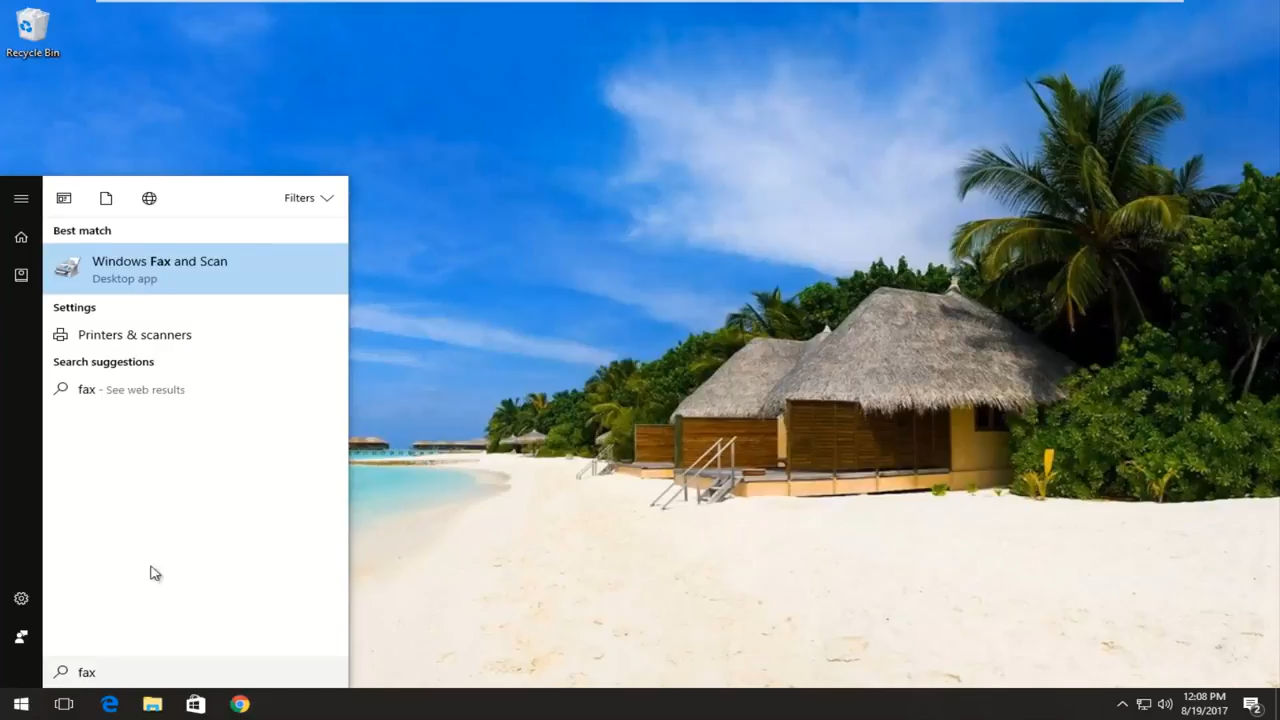 Recycle Bin
Filters
Best match
Windows Fax and Scan
Desktop app
Settings
Printers & scanners
Search suggestions
fax - See web results
fax
12:08 PM
8/19/2017
2